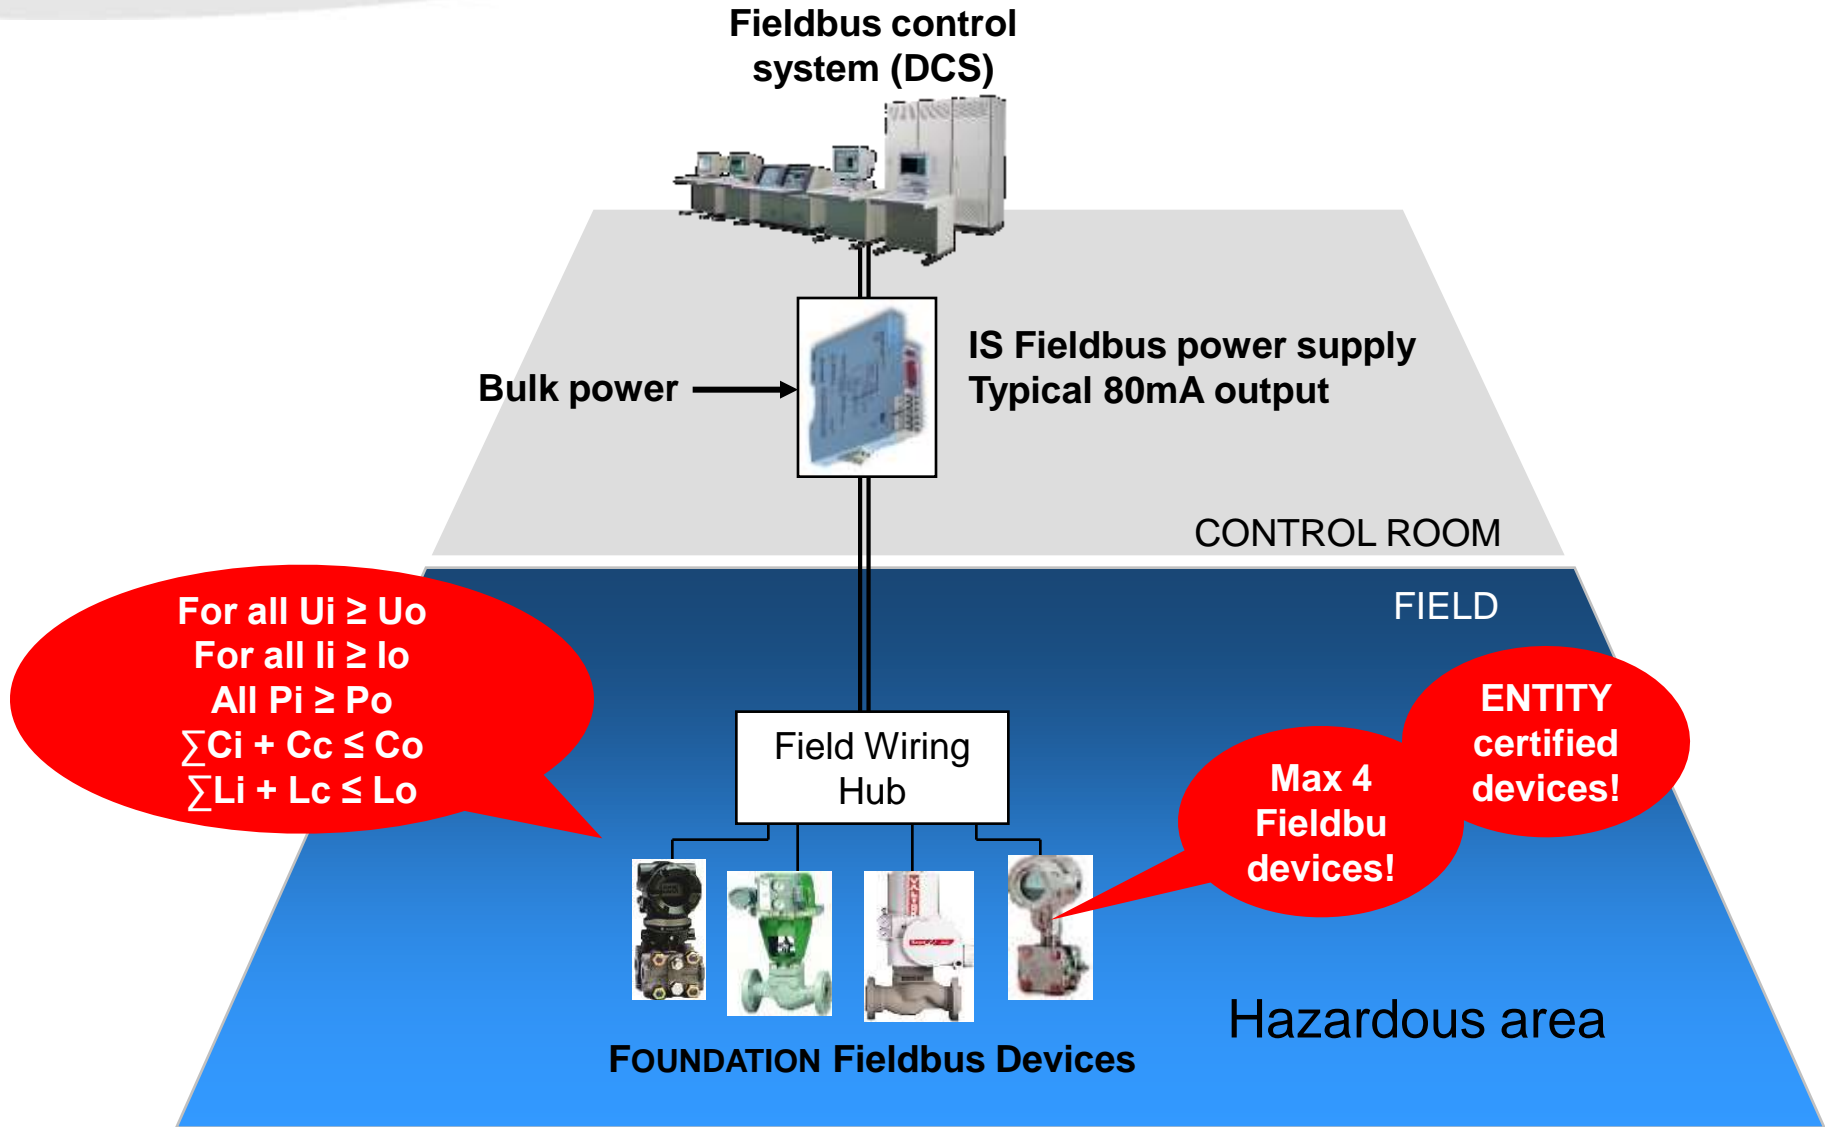 Fieldbus control
system (DCS)
IS Fieldbus power supply
Typical 80mA output
Bulk power
CONTROL ROOM
FIELD
For all Ui ≥ Uo
For all Ii ≥ Io
All Pi ≥ Po
∑Ci + Cc ≤ Co
∑Li + Lc ≤ Lo
ENTITY
certified
devices!
Max 4
Fieldbu
devices!
Field Wiring
Hub
Hazardous area
FOUNDATION Fieldbus Devices